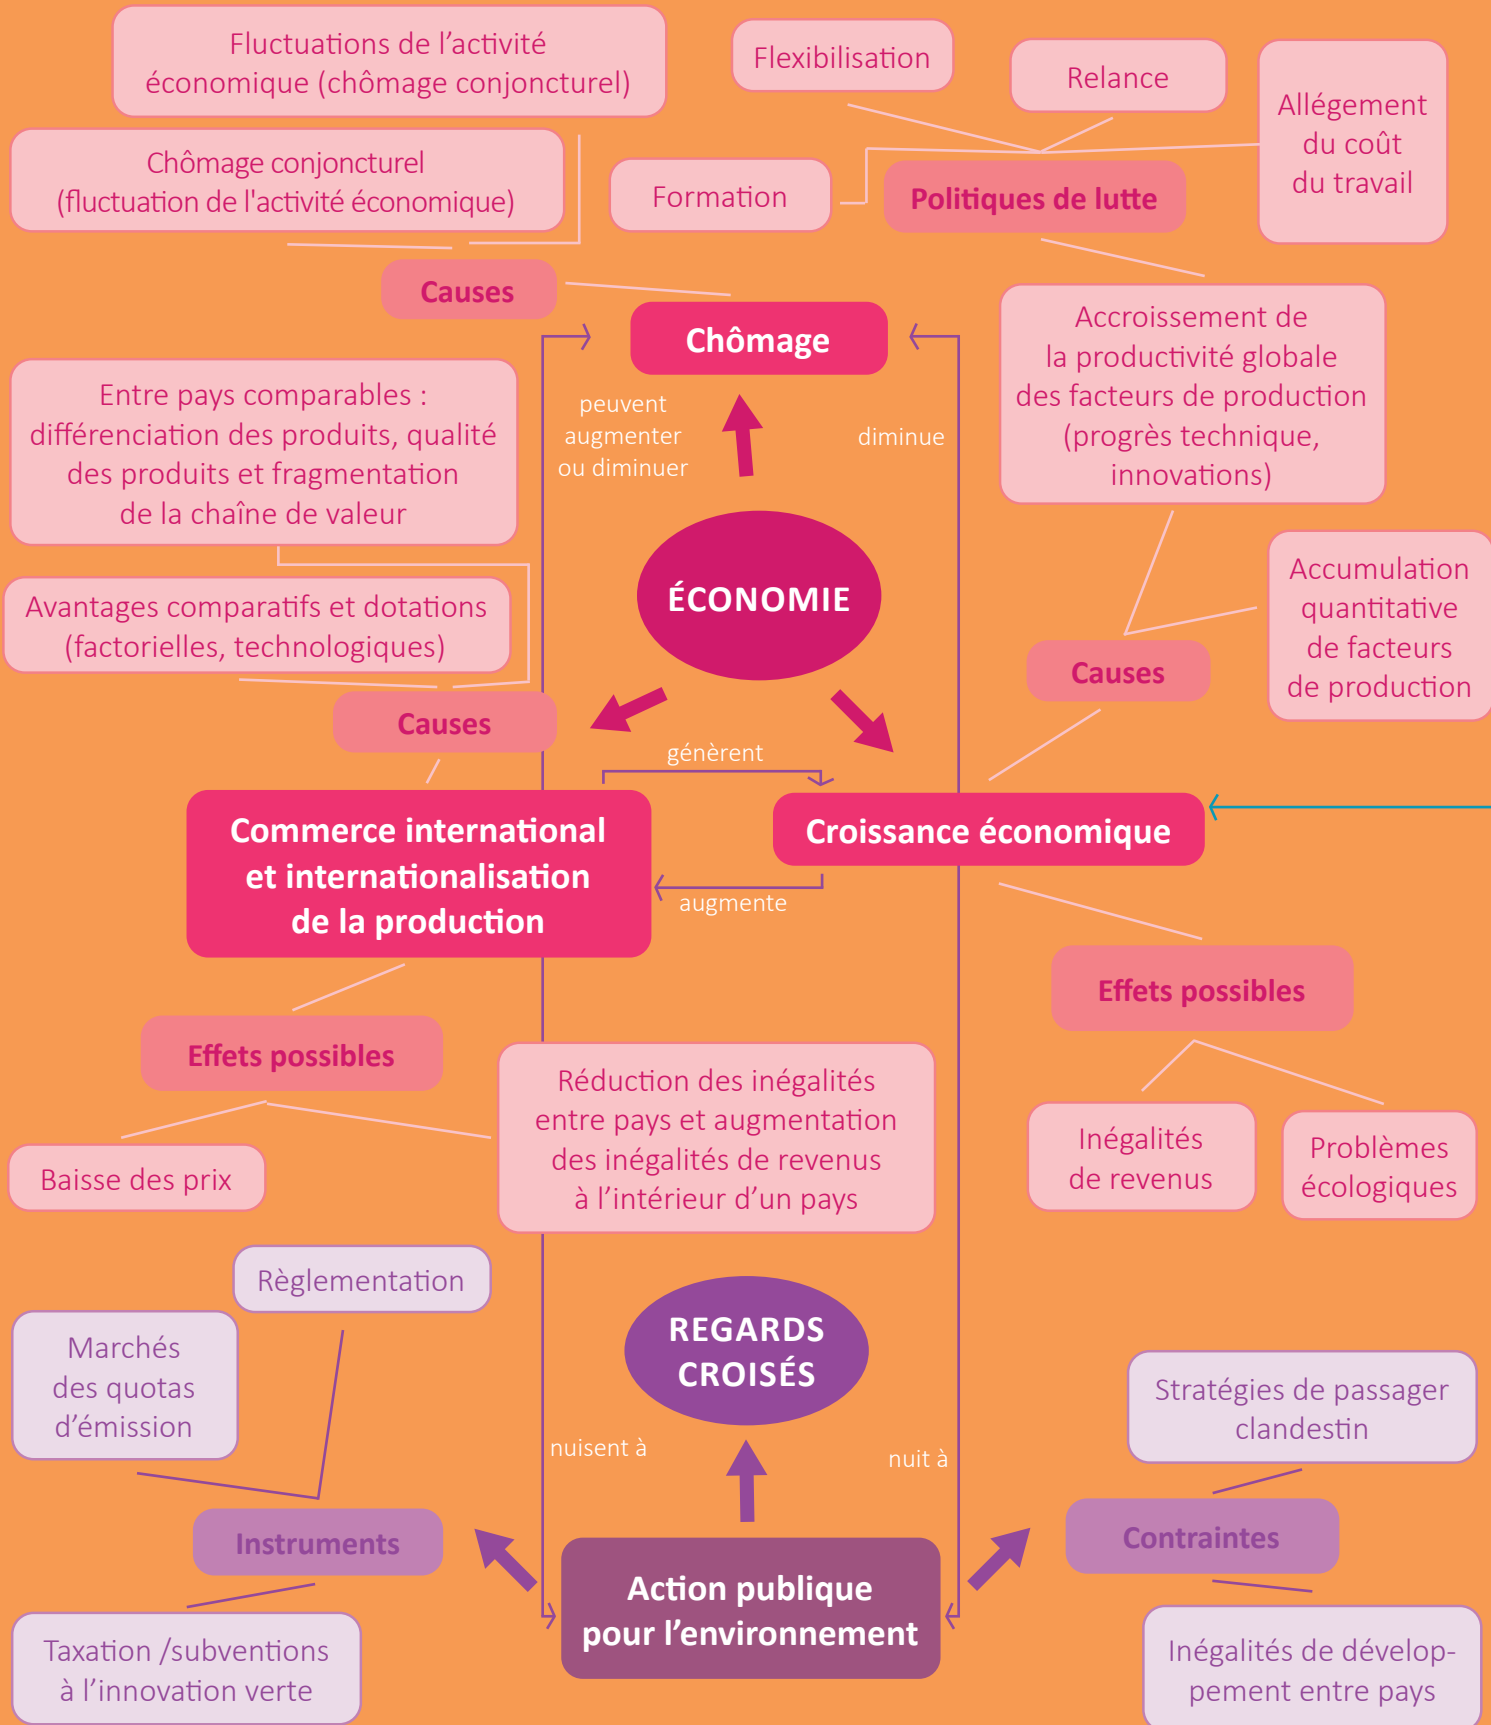 Fluctuations de l’activité
économique (chômage conjoncturel)
Flexibilisation
Relance
Allégement
du coût
du travail
Chômage conjoncturel
(fluctuation de l'activité économique)
Formation
Politiques de lutte
Causes
Chômage
Accroissement de
la productivité globale
des facteurs de production
(progrès technique,
innovations)
Entre pays comparables :
différenciation des produits, qualité
des produits et fragmentation
de la chaîne de valeur
peuvent
augmenter
ou diminuer
diminue
ÉCONOMIE
Accumulation
quantitative
de facteurs
de production
Avantages comparatifs et dotations
(factorielles, technologiques)
Causes
Causes
génèrent
Commerce international
et internationalisation
de la production
Croissance économique
augmente
Effets possibles
Effets possibles
Réduction des inégalités
entre pays et augmentation
des inégalités de revenus
à l’intérieur d’un pays
Baisse des prix
Inégalités
de revenus
Problèmes
écologiques
Règlementation
REGARDS
CROISÉS
Marchés
des quotas
d’émission
Stratégies de passager
clandestin
nuisent à
nuit à
Instruments
Contraintes
Action publique
pour l’environnement
Taxation /subventions
à l’innovation verte
Inégalités de dévelop-
pement entre pays